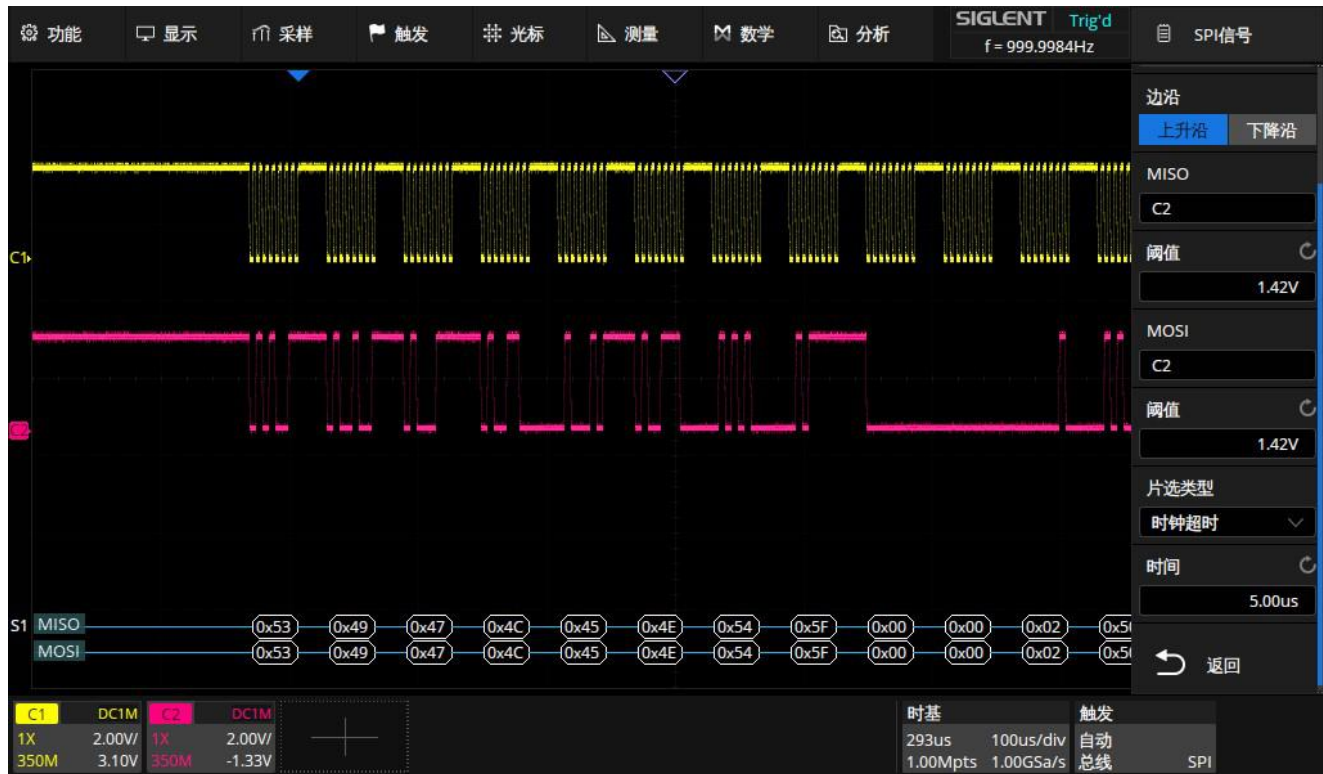 功能 显示 采样 触发 光标 测量 数学 分析 SIGLENT Trig'd SPI信号
f = 999.9984Hz
边沿
上升沿 下降沿
MISO
C2
阈值
1.42V
MOSI
C2
阈值
1.42V
片选类型
时钟超时
时间
5.00us
返回
C1
C2
S1 MISO 0x53 0x49 0x47 0x4C 0x45 0x4E 0x54 0x5F 0x00 0x00 0x02
MOSI 0x53 0x49 0x47 0x4C 0x45 0x4E 0x54 0x5F 0x00 0x00 0x02
C1 DC1M C2 DC1M 时基 触发
1X 2.00V/ 1X 2.00V/ 293us 100us/div 自动
350M 3.10V 350M -1.33V 1.00Mpts 1.00GSa/s 总线 SPI